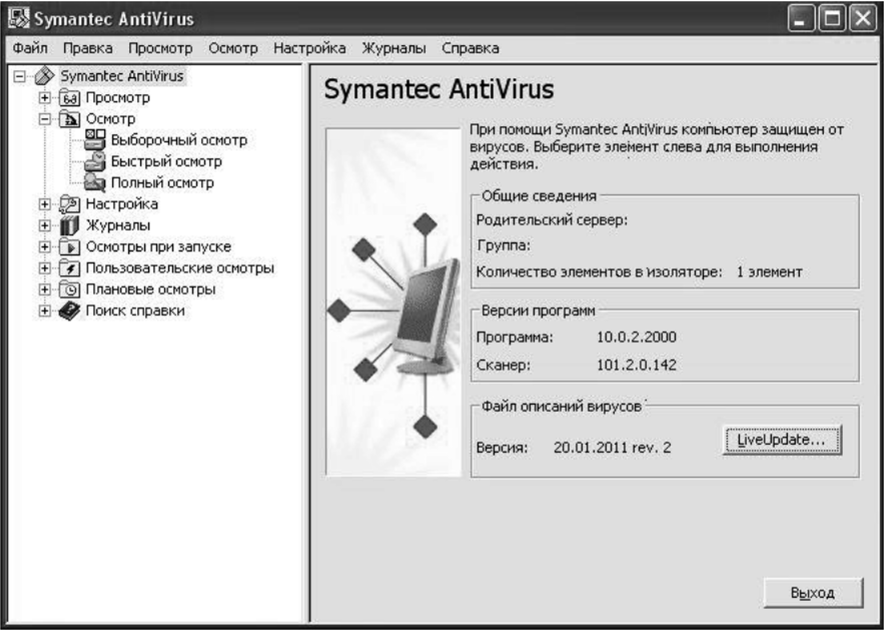 Symantec AntiVirus
Файл Правка Просмотр Осмотр Настройка Журналы Справка
Symantec AntiVirus
Просмотр
Осмотр
Выборочный осмотр
Быстрый осмотр
Полный осмотр
Настройка
Журналы
Осмотры при запуске
Пользовательские осмотры
Плановые осмотры
Поиск справки
Symantec AntiVirus
При помощи Symantec AntiVirus компьютер защищен от
вирусов. Выберите элемент слева для выполнения
действия.
Общие сведения
Родительский сервер:
Группа:
Количество элементов в изоляторе: 1 элемент
Версии программ
Программа: 10.0.2.2000
Сканер: 101.2.0.142
Файл описаний вирусов
Версия: 20.01.2011 rev. 2
LiveUpdate...
Выход